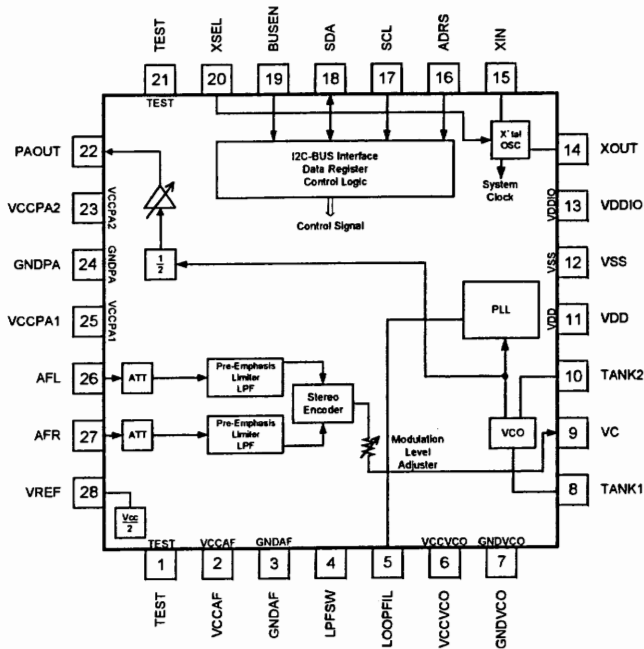 TEST
XSEL
BUSEN
SDA
SCL
ADRS
XIN
21
20
19
18
17
16
15
TEST
X'tal
OSC
PAOUT
22
14
XOUT
I2C-BUS Interface
Data Register
Control Logic
System
Clock
VCCPA2
23
VCCPA2
Control Signal
VDDIO
13
VDDIO
GNDPA
24
GNDPA
1
2
VSS
12
VSS
VCCPA1
25
VCCPA1
PLL
VDD
11
VDD
AFL
26
ATT
Pre-Emphasis
Limiter
LPF
10
TANK2
Stereo
Encoder
AFR
27
ATT
Pre-Emphasis
Limiter
LPF
VCO
9
VC
Modulation
Level
Adjuster
VREF
28
8
TANK1
Vcc
2
TEST
VCCAF
GNDAF
VCCVCO
GNDVCO
1
2
3
4
5
6
7
TEST
VCCAF
GNDAF
LPFSW
LOOPFIL
VCCVCO
GNDVCO